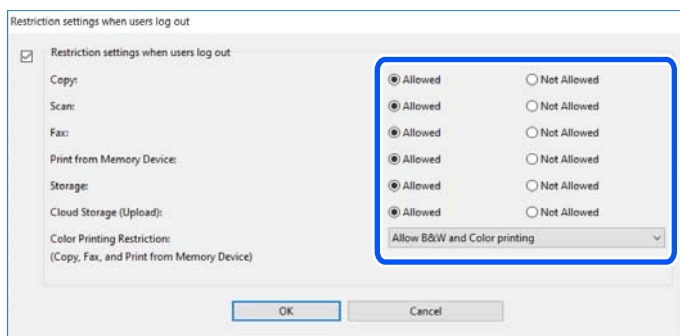 Restriction settings when users log out
Restriction settings when users log out
Copy: Allowed Not Allowed
Scan: Allowed Not Allowed
Fax: Allowed Not Allowed
Print from Memory Device: Allowed Not Allowed
Storage: Allowed Not Allowed
Cloud Storage (Upload): Allowed Not Allowed
Color Printing Restriction: Allow B&W and Color printing
(Copy, Fax, and Print from Memory Device)
OK Cancel